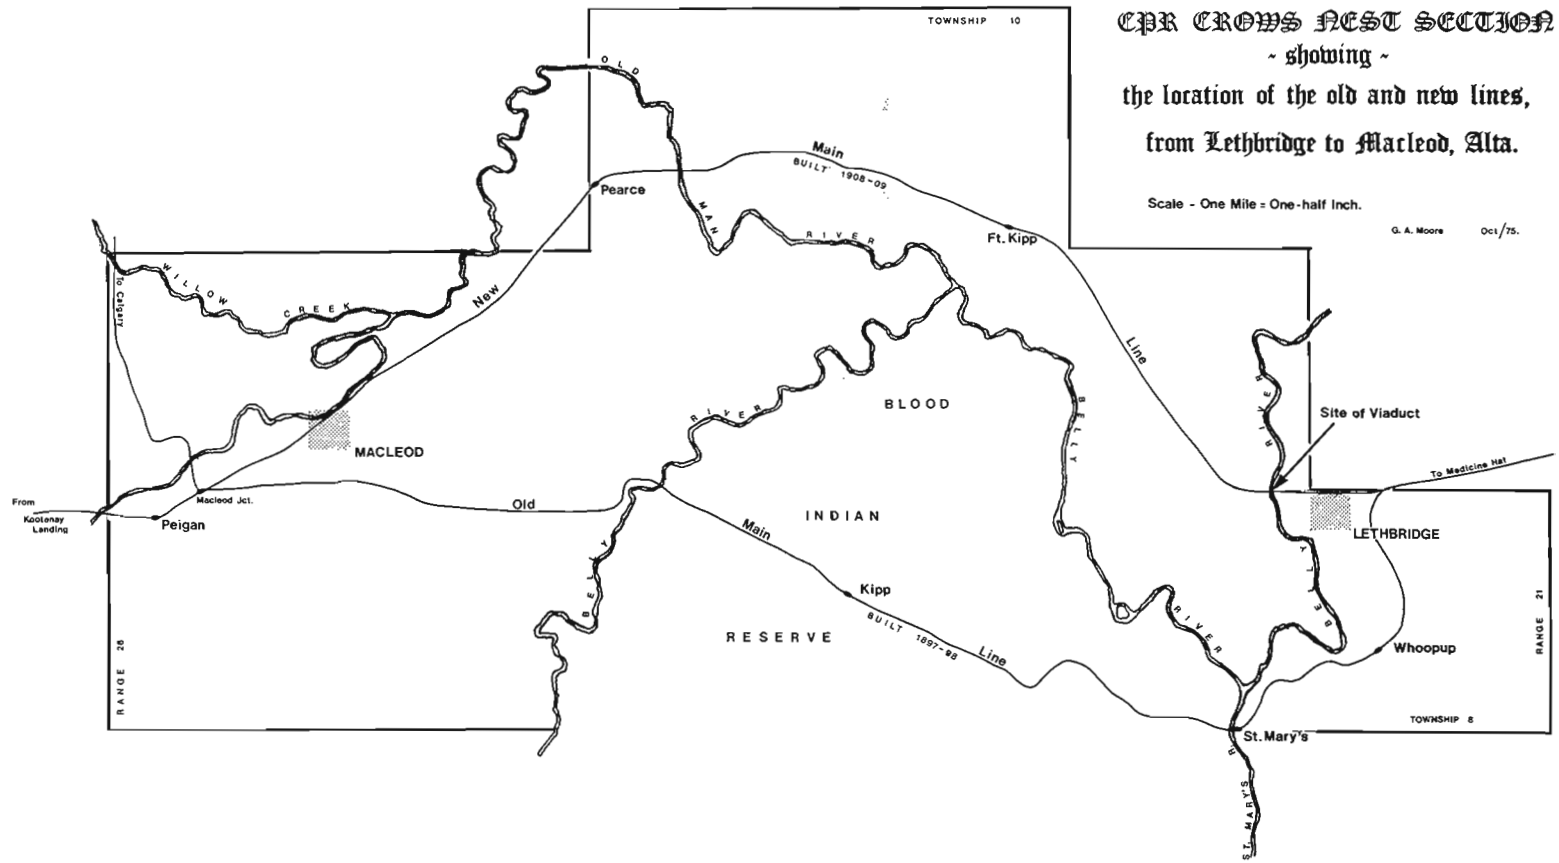 CPR CROWS NEST SECTION
~ showing ~
the location of the old and new lines,
from Lethbridge to Macleod, Alta.
Scale - One Mile = One-half Inch.
G. A. Moore Oct/75.
TOWNSHIP 10
OLD
MAN
RIVER
Main
BUILT 1908-09
Pearce
Ft. Kipp
New
Line
WILLOW
CREEK
To Calgary
MACLEOD
Macleod Jct.
From
Kootenay
Landing
Peigan
Old
RIVER
BELLY
BLOOD
INDIAN
RESERVE
Main
Kipp
BUILT 1897-98
Line
BELLY
RIVER
RIVER
Site of Viaduct
To Medicine Hat
LETHBRIDGE
BELLY
Whoopup
St. Mary's
ST. MARY'S R.
RANGE 26
RANGE 21
TOWNSHIP 8